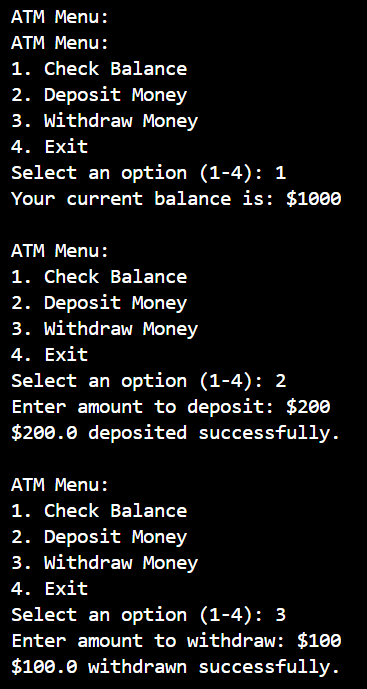 ATM Menu:
ATM Menu:
1. Check Balance
2. Deposit Money
3. Withdraw Money
4. Exit
Select an option (1-4): 1
Your current balance is: $1000

ATM Menu:
1. Check Balance
2. Deposit Money
3. Withdraw Money
4. Exit
Select an option (1-4): 2
Enter amount to deposit: $200
$200.0 deposited successfully.

ATM Menu:
1. Check Balance
2. Deposit Money
3. Withdraw Money
4. Exit
Select an option (1-4): 3
Enter amount to withdraw: $100
$100.0 withdrawn successfully.